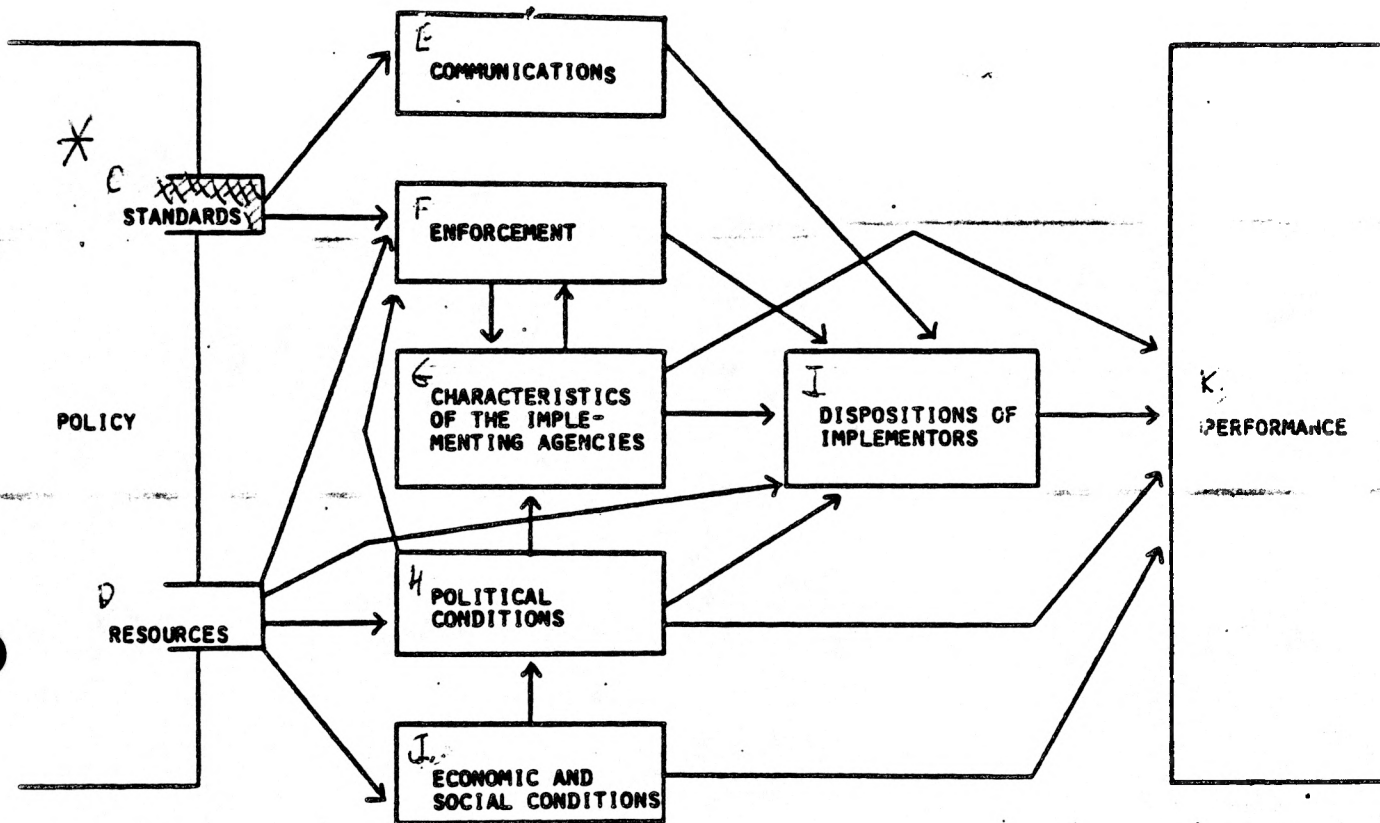 E
COMMUNICATIONS
*
C
STANDARDS
F
ENFORCEMENT
G
CHARACTERISTICS
OF THE IMPLE-
MENTING AGENCIES
I
DISPOSITIONS OF
IMPLEMENTORS
K.
PERFORMANCE
POLICY
D
RESOURCES
H
POLITICAL
CONDITIONS
J.
ECONOMIC AND
SOCIAL CONDITIONS